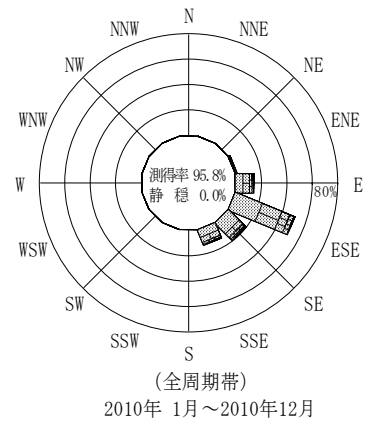 N
NNW NNE
NW NE
WNW ENE
測得率 95.8%
静 穏 0.0%
W 80% E
WSW ESE
SW SE
SSW SSE
S
(全周期帯)
2010年 1月～2010年12月